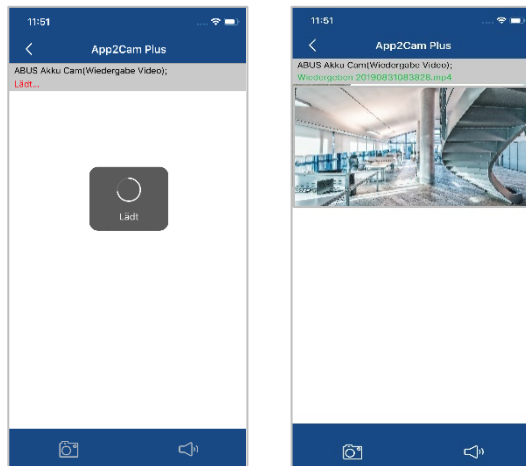 11:51
App2Cam Plus
ABUS Akku Cam(Wiedergabe Video);
Lädt...
Lädt
11:51
App2Cam Plus
ABUS Akku Cam(Wiedergabe Video);
Wiedergeben 20190831083828.mp4